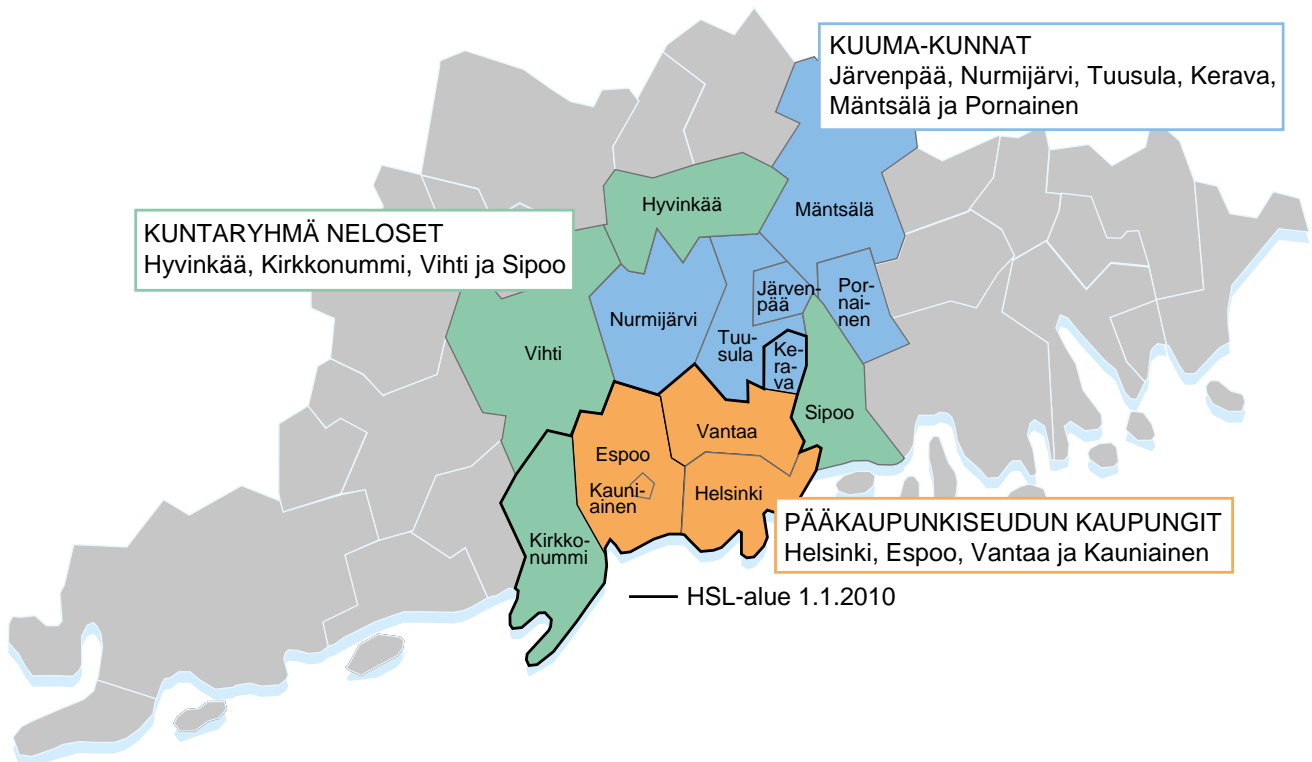 KUUMA-KUNNAT
Järvenpää, Nurmijärvi, Tuusula, Kerava,
Mäntsälä ja Pornainen
KUNTARYHMÄ NELOSET
Hyvinkää, Kirkkonummi, Vihti ja Sipoo
Hyvinkää
Mäntsälä
Järven-
pää
Por-
nai-
nen
Nurmijärvi
Tuu-
sula
Ke-
ra-
va
Vihti
Sipoo
Vantaa
Espoo
Kauni-
ainen
Helsinki
Kirkko-
nummi
PÄÄKAUPUNKISEUDUN KAUPUNGIT
Helsinki, Espoo, Vantaa ja Kauniainen
HSL-alue 1.1.2010